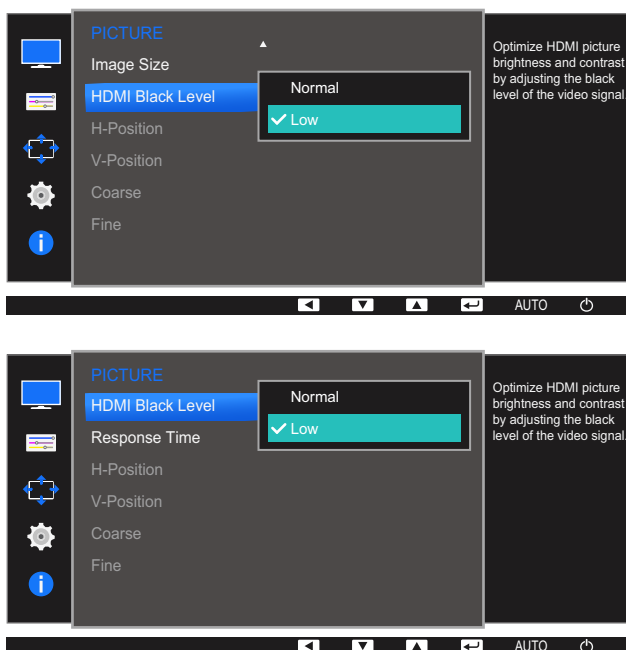 PICTURE
Image Size
HDMI Black Level
H-Position
V-Position
Coarse
Fine
Normal
Low
Optimize HDMI picture
brightness and contrast
by adjusting the black
level of the video signal.
AUTO
PICTURE
HDMI Black Level
Response Time
H-Position
V-Position
Coarse
Fine
Normal
Low
Optimize HDMI picture
brightness and contrast
by adjusting the black
level of the video signal.
AUTO